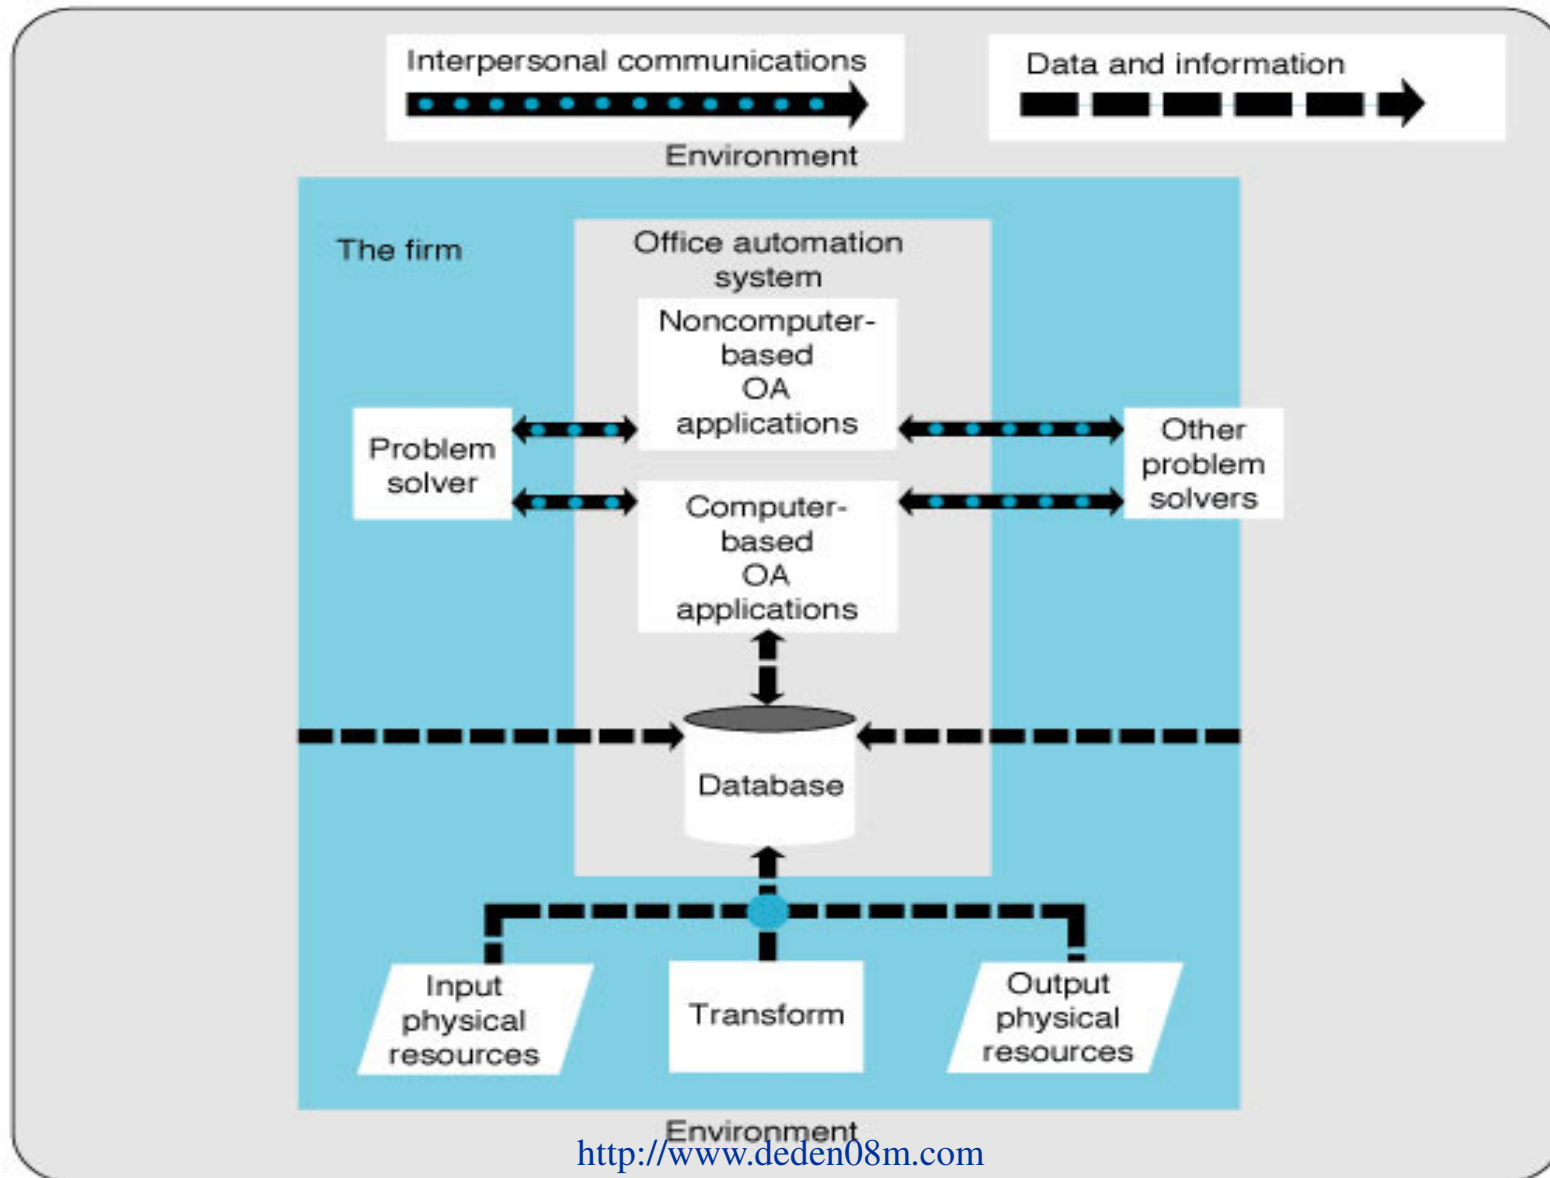 Interpersonal communications
Data and information
Environment
The firm
Office automation
system
Noncomputer-
based
OA
applications
Problem
solver
Other
problem
solvers
Computer-
based
OA
applications
Database
Input
physical
resources
Transform
Output
physical
resources
Environment
http://www.deden08m.com